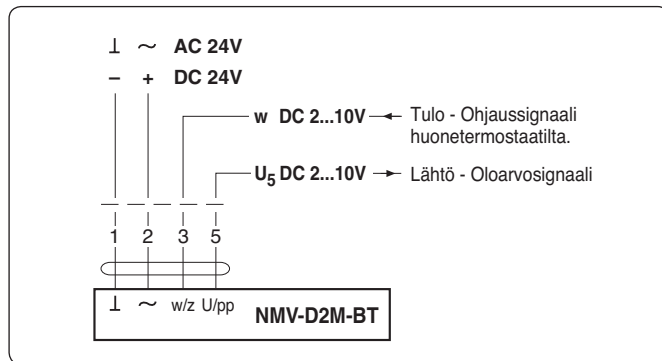 ⊥ ~ AC 24V
– + DC 24V
w DC 2...10V
Tulo - Ohjaussignaali
huonetermostaatilta.
U5 DC 2...10V
Lähtö - Oloarvosignaali
1 2 3 5
⊥ ~ w/z U/pp
NMV-D2M-BT